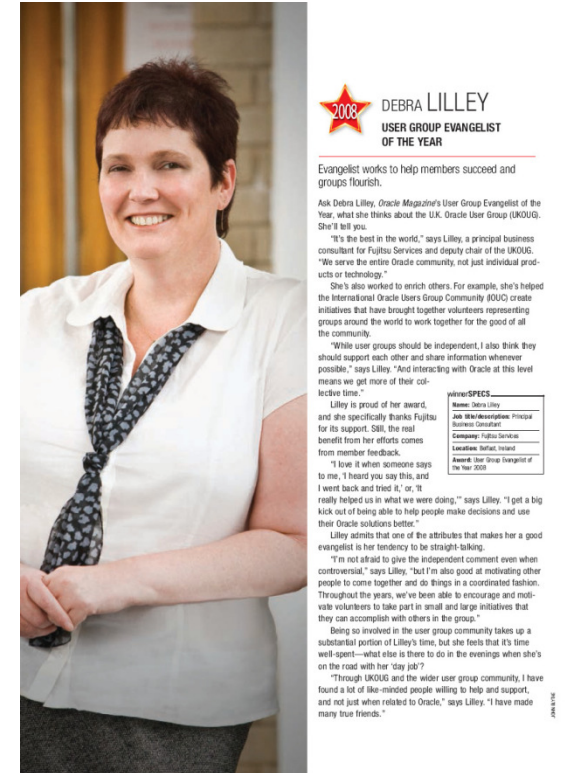 2008
DEBRA LILLEY
USER GROUP EVANGELIST
OF THE YEAR
Evangelist works to help members succeed and
groups flourish.
Ask Debra Lilley, Oracle Magazine's User Group Evangelist of the
Year, what she thinks about the U.K. Oracle User Group (UKOUG).
She'll tell you.
"It's the best in the world," says Lilley, a principal business
consultant for Fujitsu Services and deputy chair of the UKOUG.
"We serve the entire Oracle community, not just individual prod-
ucts or technology."
She's also worked to enrich others. For example, she's helped
the International Oracle Users Group Community (IOUC) create
initiatives that have brought together volunteers representing
groups around the world to work together for the good of all
the community.
"While user groups should be independent, I also think they
should support each other and share information whenever
possible," says Lilley. "And interacting with Oracle at this level
means we get more of their col-
lective time."
Lilley is proud of her award,
and she specifically thanks Fujitsu
for its support. Still, the real
benefit from her efforts comes
from member feedback.
"I love it when someone says
to me, 'I heard you say this, and
I went back and tried it,' or, 'It
really helped us in what we were doing,'" says Lilley. "I get a big
kick out of being able to help people make decisions and use
their Oracle solutions better."
Lilley admits that one of the attributes that makes her a good
evangelist is her tendency to be straight-talking.
"I'm not afraid to give the independent comment even when
controversial," says Lilley, "but I'm also good at motivating other
people to come together and do things in a coordinated fashion.
Throughout the years, we've been able to encourage and moti-
vate volunteers to take part in small and large initiatives that
they can accomplish with others in the group."
Being so involved in the user group community takes up a
substantial portion of Lilley's time, but she feels that it's time
well-spent—what else is there to do in the evenings when she's
on the road with her 'day job'?
"Through UKOUG and the wider user group community, I have
found a lot of like-minded people willing to help and support,
and not just when related to Oracle," says Lilley. "I have made
many true friends."
winnerSPECS
Name: Debra Lilley
Job title/description: Principal
Business Consultant
Company: Fujitsu Services
Location: Belfast, Ireland
Award: User Group Evangelist of
the Year 2008